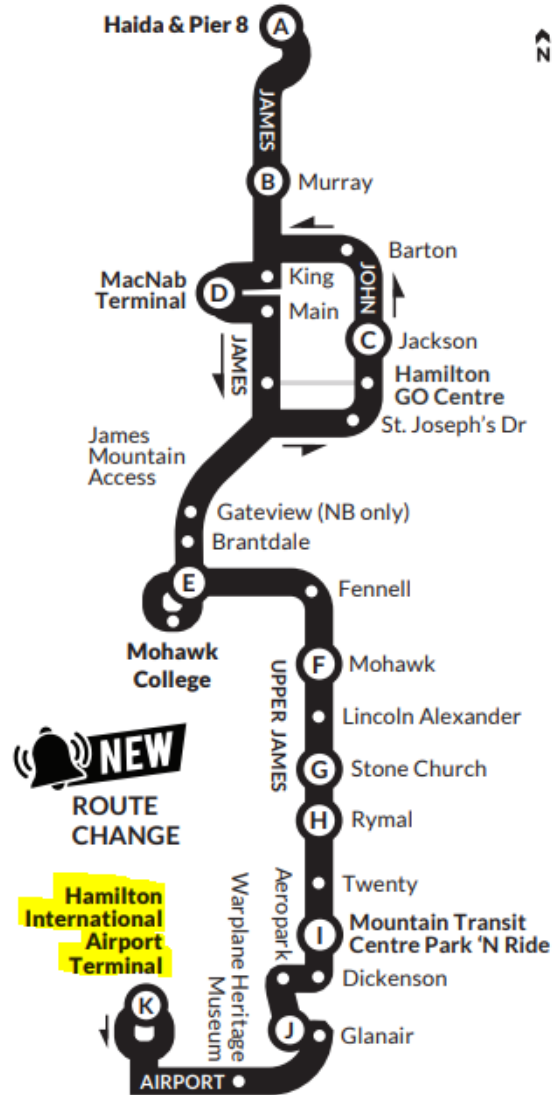 Haida & Pier 8
A
N
JAMES
B
Murray
Barton
King
MacNab
Terminal
D
JOHN
Main
C
Jackson
JAMES
Hamilton
GO Centre
St. Joseph's Dr
James
Mountain
Access
Gateview (NB only)
Brantdale
E
Fennell
Mohawk
College
F
Mohawk
UPPER JAMES
Lincoln Alexander
NEW
G
Stone Church
ROUTE
CHANGE
H
Rymal
Twenty
Hamilton
International
Airport
Terminal
Warplane Heritage
Museum
Aeropark
I
Mountain Transit
Centre Park 'N Ride
Dickenson
K
J
Glanair
AIRPORT